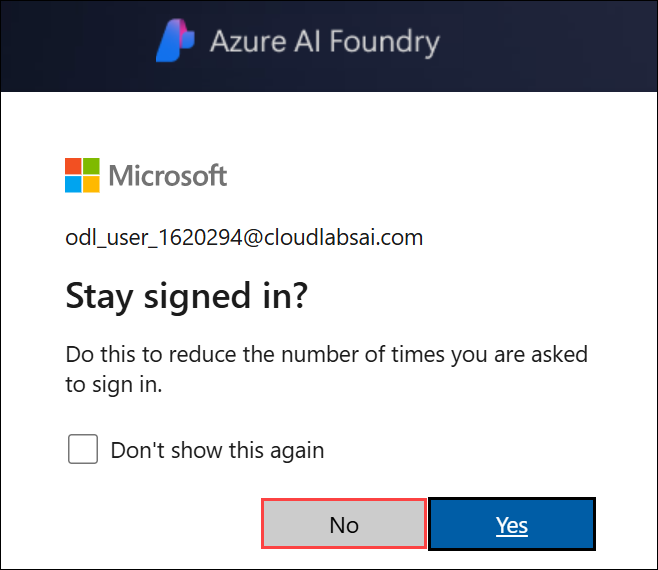 Azure AI Foundry
Microsoft
odl_user_1620294@cloudlabsai.com
Stay signed in?
Do this to reduce the number of times you are asked
to sign in.
Don't show this again
No
Yes